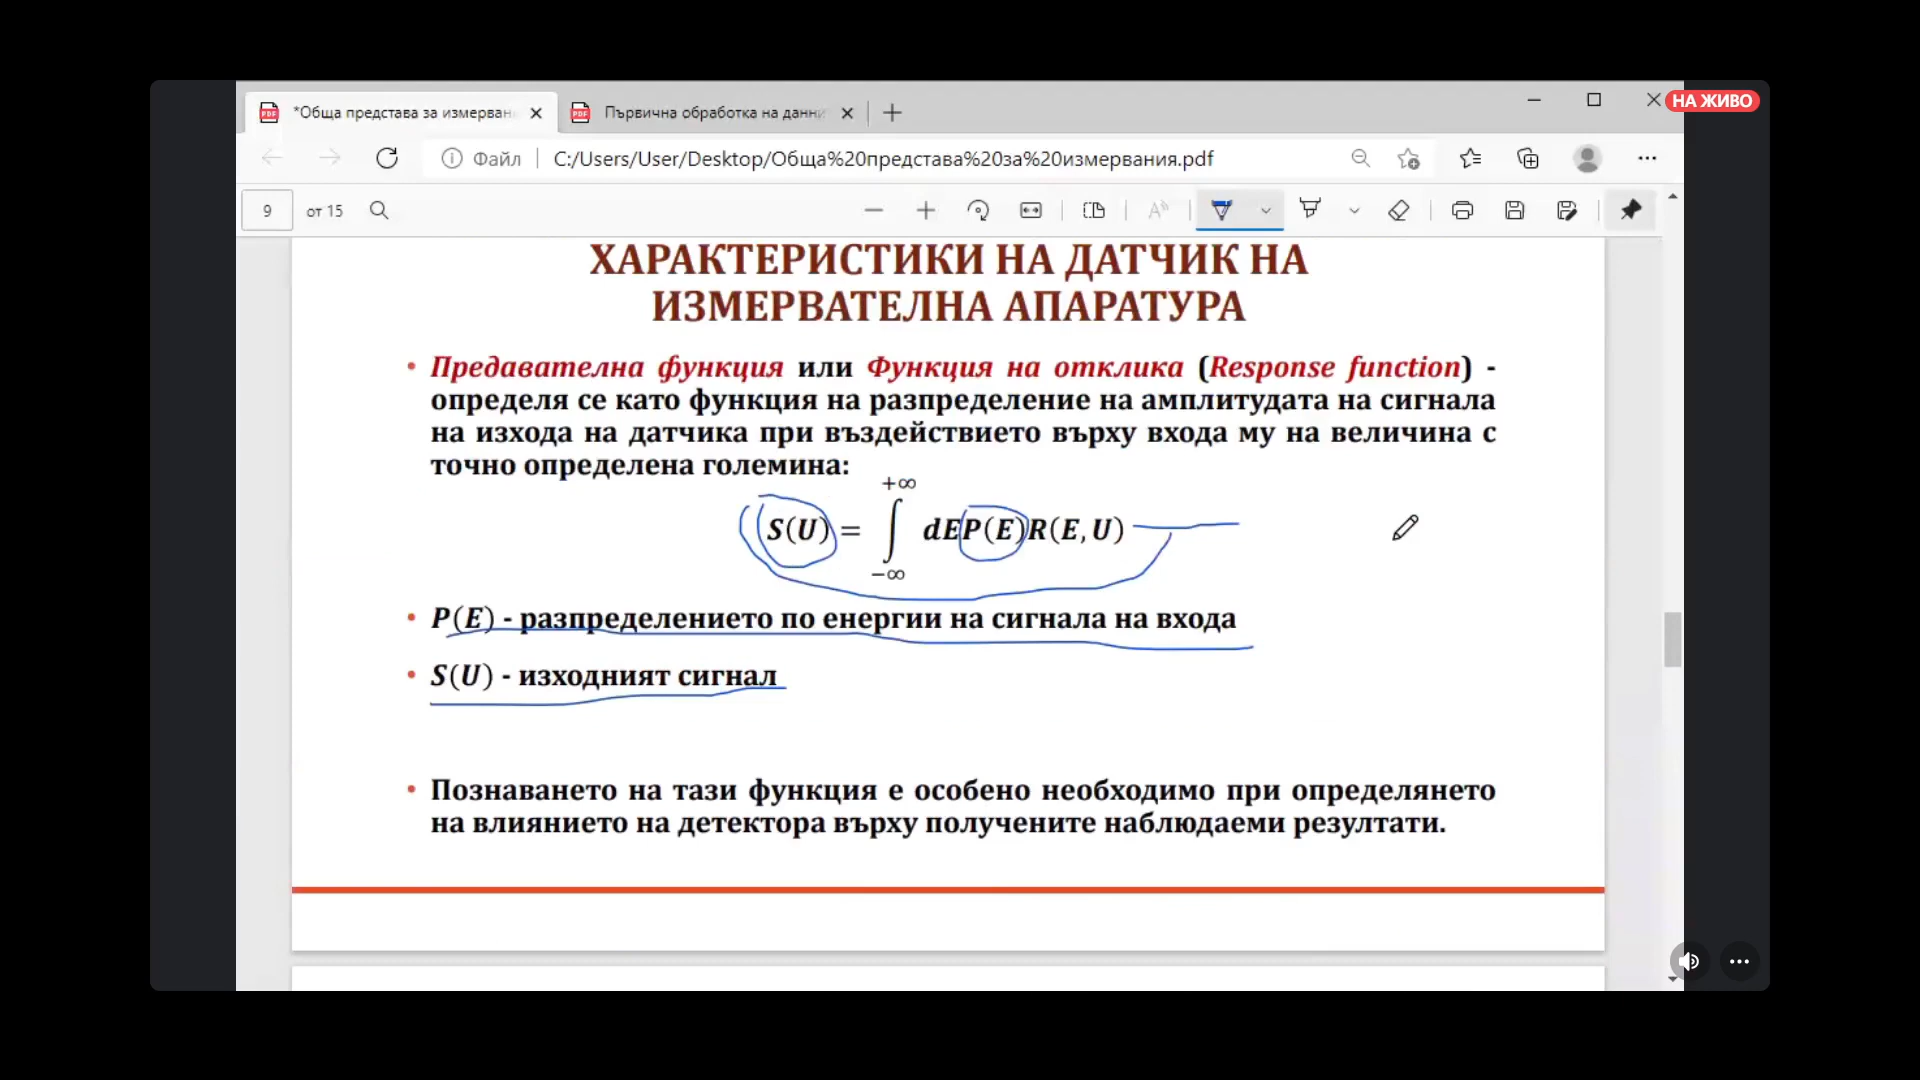 *Обща представа за измерван
Първична обработка на данни
НА ЖИВО
Файл
C:/Users/User/Desktop/Обща%20представа%20за%20измервания.pdf
9 от 15
ХАРАКТЕРИСТИКИ НА ДАТЧИК НА
ИЗМЕРВАТЕЛНА АПАРАТУРА
• Предавателна функция или Функция на отклика (Response function) -
определя се като функция на разпределение на амплитудата на сигнала
на изхода на датчика при въздействието върху входа му на величина с
точно определена големина:
+∞
S(U) = ∫ dEP(E)R(E,U)
−∞
• P(E) - разпределението по енергии на сигнала на входа
• S(U) - изходният сигнал
• Познаването на тази функция е особено необходимо при определянето
на влиянието на детектора върху получените наблюдаеми резултати.